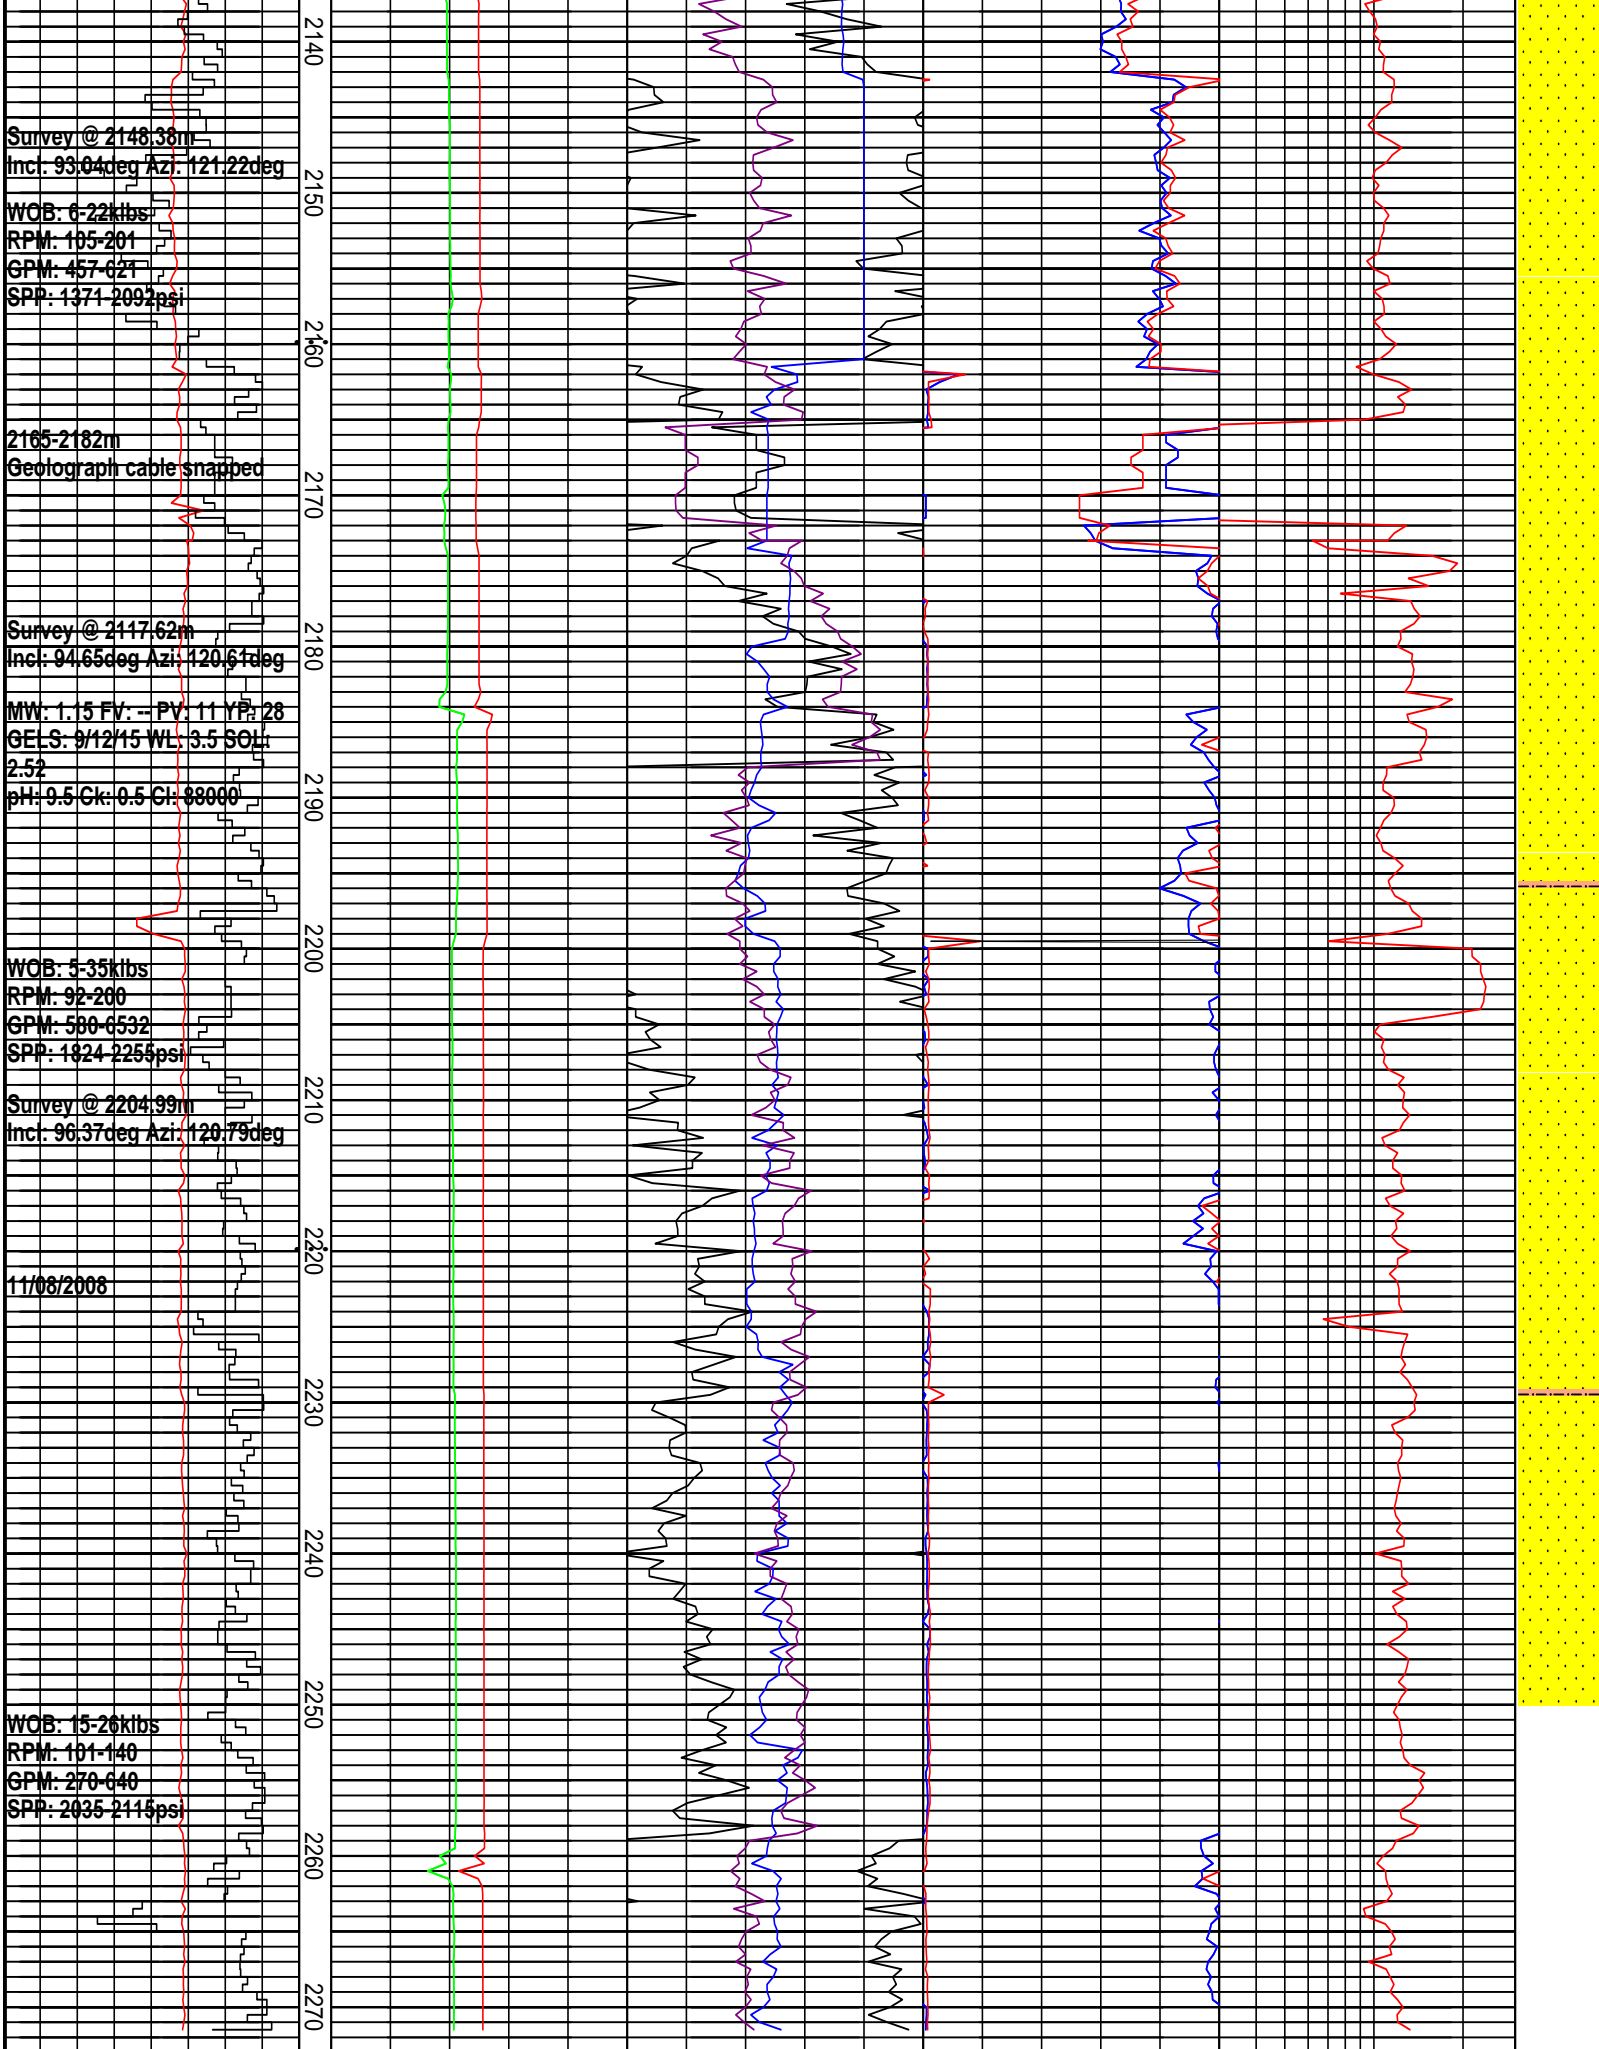 2140
Survey @ 2148.38m
Incl: 93.04deg Azi: 121.22deg
2150
WOB: 6-22klbs
RPM: 105-201
GPM: 457-621
SPP: 1371-2092psi
2160
2165-2182m
Geolograph cable snapped
2170
Survey @ 2117.62m
Incl: 94.65deg Azi: 120.61deg
2180
MW: 1.15 FV: -- PV: 11 YP: 28
GELS: 9/12/15 WL: 3.5 SOL:
2.52
pH: 9.5 Ck: 0.5 Cl: 88000
2190
2200
WOB: 5-35klbs
RPM: 92-200
GPM: 580-6532
SPP: 1824-2255psi
Survey @ 2204.99m
Incl: 96.37deg Azi: 120.79deg
2210
2220
11/08/2008
2230
2240
2250
WOB: 15-26klbs
RPM: 101-140
GPM: 270-640
SPP: 2035-2115psi
2260
2270